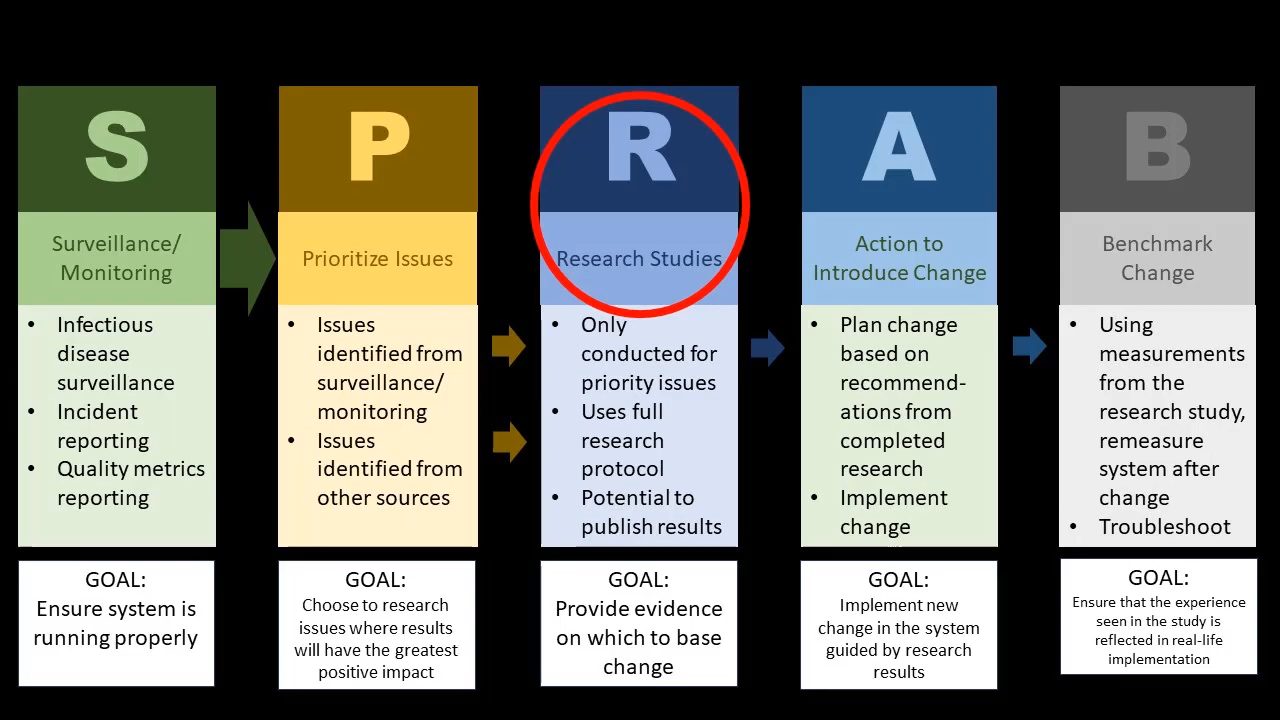 S
Surveillance/
Monitoring
• Infectious
disease
surveillance
• Incident
reporting
• Quality metrics
reporting
GOAL:
Ensure system is
running properly
P
Prioritize Issues
• Issues
identified from
surveillance/
monitoring
• Issues
identified from
other sources
GOAL:
Choose to research
issues where results
will have the greatest
positive impact
R
Research Studies
• Only
conducted for
priority issues
• Uses full
research
protocol
• Potential to
publish results
GOAL:
Provide evidence
on which to base
change
A
Action to
Introduce Change
• Plan change
based on
recommend-
ations from
completed
research
• Implement
change
GOAL:
Implement new
change in the system
guided by research
results
B
Benchmark
Change
• Using
measurements
from the
research study,
remeasure
system after
change
• Troubleshoot
GOAL:
Ensure that the experience
seen in the study is
reflected in real-life
implementation